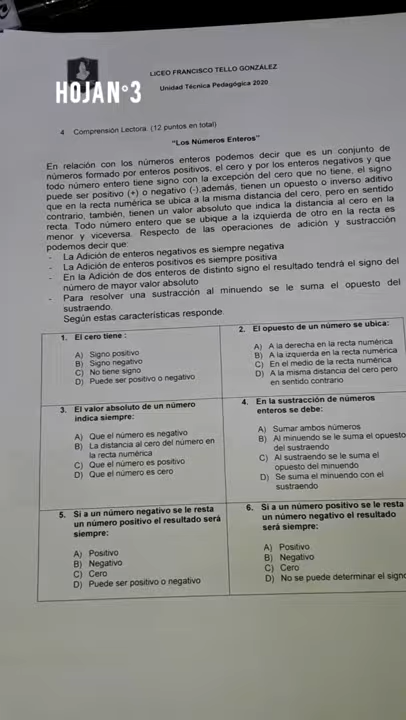 LICEO FRANCISCO TELLO GONZÁLEZ
Unidad Técnica Pedagógica 2020
HOJA N°3
4 Comprensión Lectora (12 puntos en total)
"Los Números Enteros"
En relación con los números enteros podemos decir que es un conjunto de
números formado por enteros positivos, el cero y por los enteros negativos y que
todo número entero tiene signo con la excepción del cero que no tiene, el signo
puede ser positivo (+) o negativo (-),además, tienen un opuesto o inverso aditivo
que en la recta numérica se ubica a la misma distancia del cero, pero en sentido
contrario, también, tienen un valor absoluto que indica la distancia al cero en la
recta. Todo número entero que se ubique a la izquierda de otro en la recta es
menor y viceversa. Respecto de las operaciones de adición y sustracción
podemos decir que:
- La Adición de enteros negativos es siempre negativa
- La Adición de enteros positivos es siempre positiva
- En la Adición de dos enteros de distinto signo el resultado tendrá el signo del
número de mayor valor absoluto
- Para resolver una sustracción al minuendo se le suma el opuesto del
sustraendo.
Según estas características responde.
1. El cero tiene :
A) Signo positivo
B) Signo negativo
C) No tiene signo
D) Puede ser positivo o negativo
2. El opuesto de un número se ubica:
A) A la derecha en la recta numérica
B) A la izquierda en la recta numérica
C) En el medio de la recta numérica
D) A la misma distancia del cero pero
en sentido contrario
3. El valor absoluto de un número
indica siempre:
A) Que el número es negativo
B) La distancia al cero del número en
la recta numérica
C) Que el número es positivo
D) Que el número es cero
4. En la sustracción de números
enteros se debe:
A) Sumar ambos números
B) Al minuendo se le suma el opuesto
del sustraendo
C) Al sustraendo se le suma el
opuesto del minuendo
D) Se suma el minuendo con el
sustraendo
5. Si a un número negativo se le resta
un número positivo el resultado será
siempre:
A) Positivo
B) Negativo
C) Cero
D) Puede ser positivo o negativo
6. Si a un número positivo se le resta
un número negativo el resultado
será siempre:
A) Positivo
B) Negativo
C) Cero
D) No se puede determinar el signo